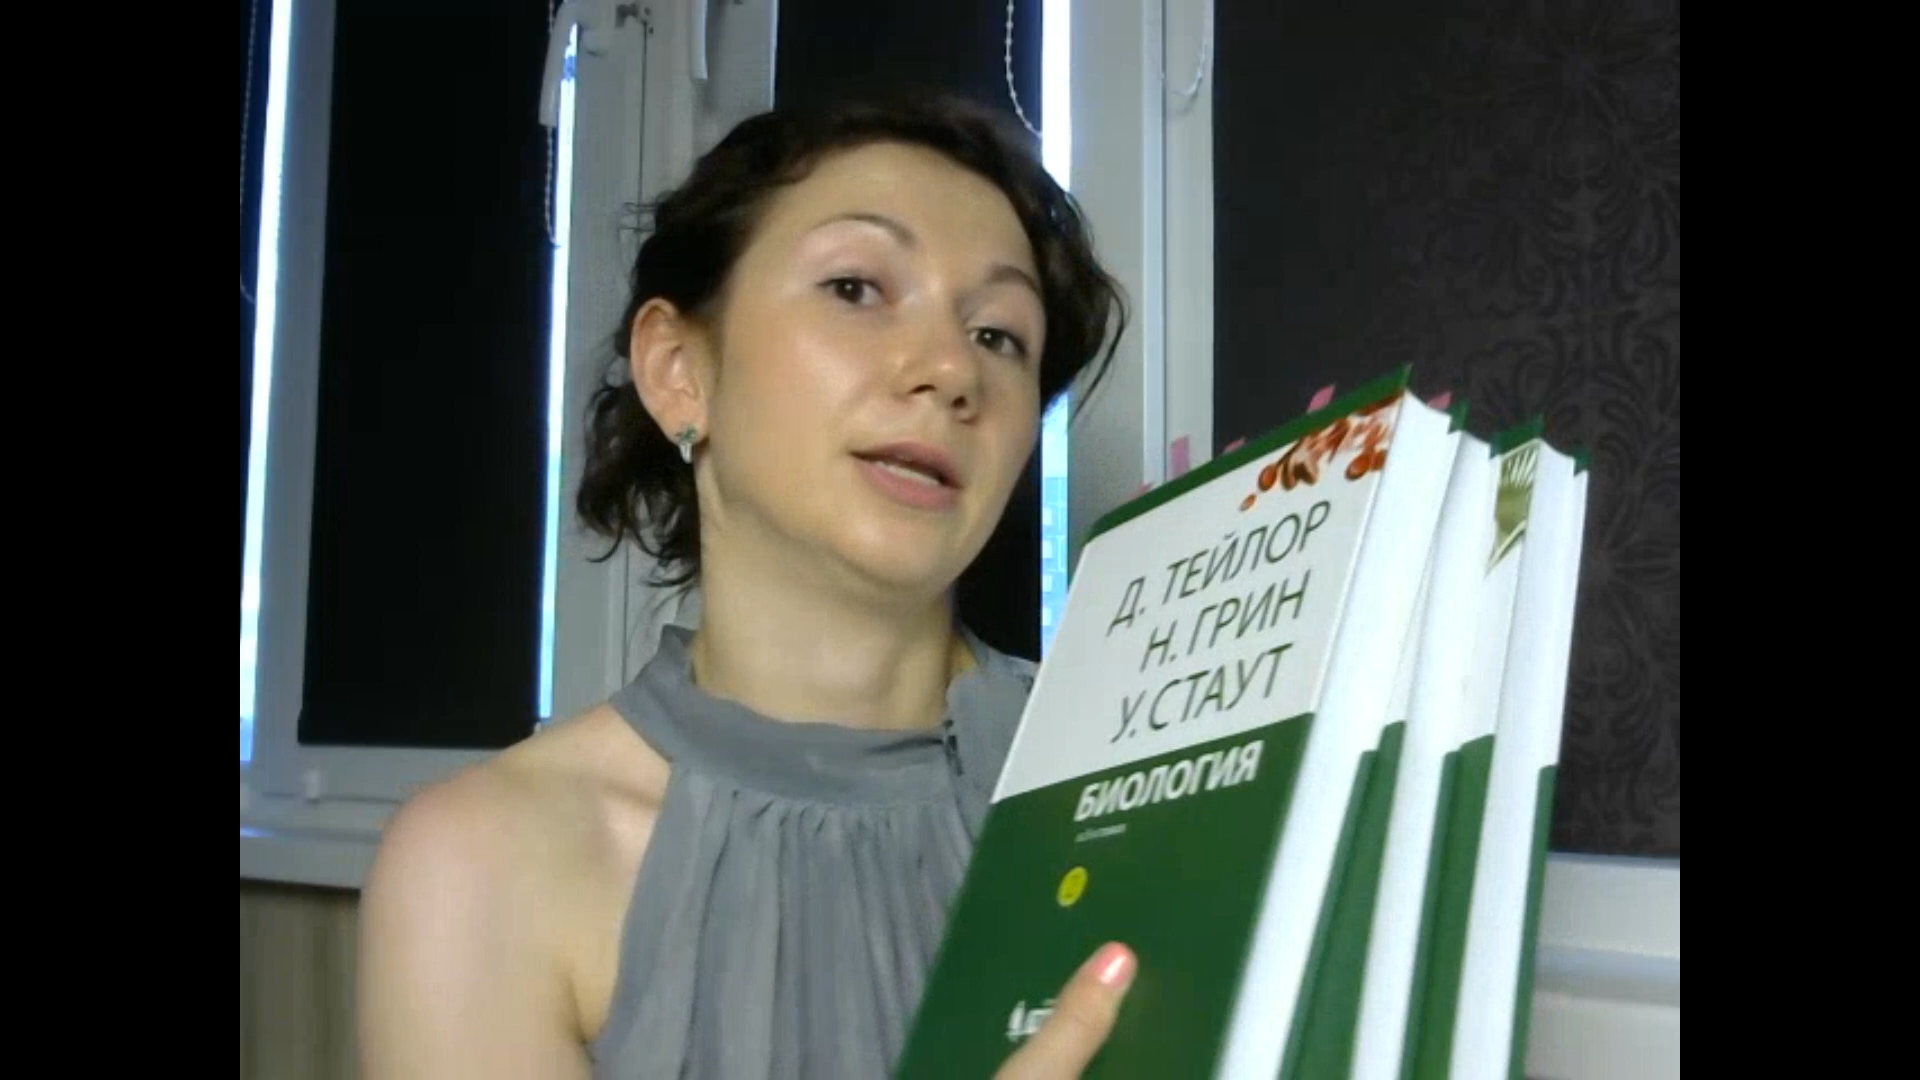 Д. ТЕЙЛОР
Н. ГРИН
У. СТАУТ
БИОЛОГИЯ